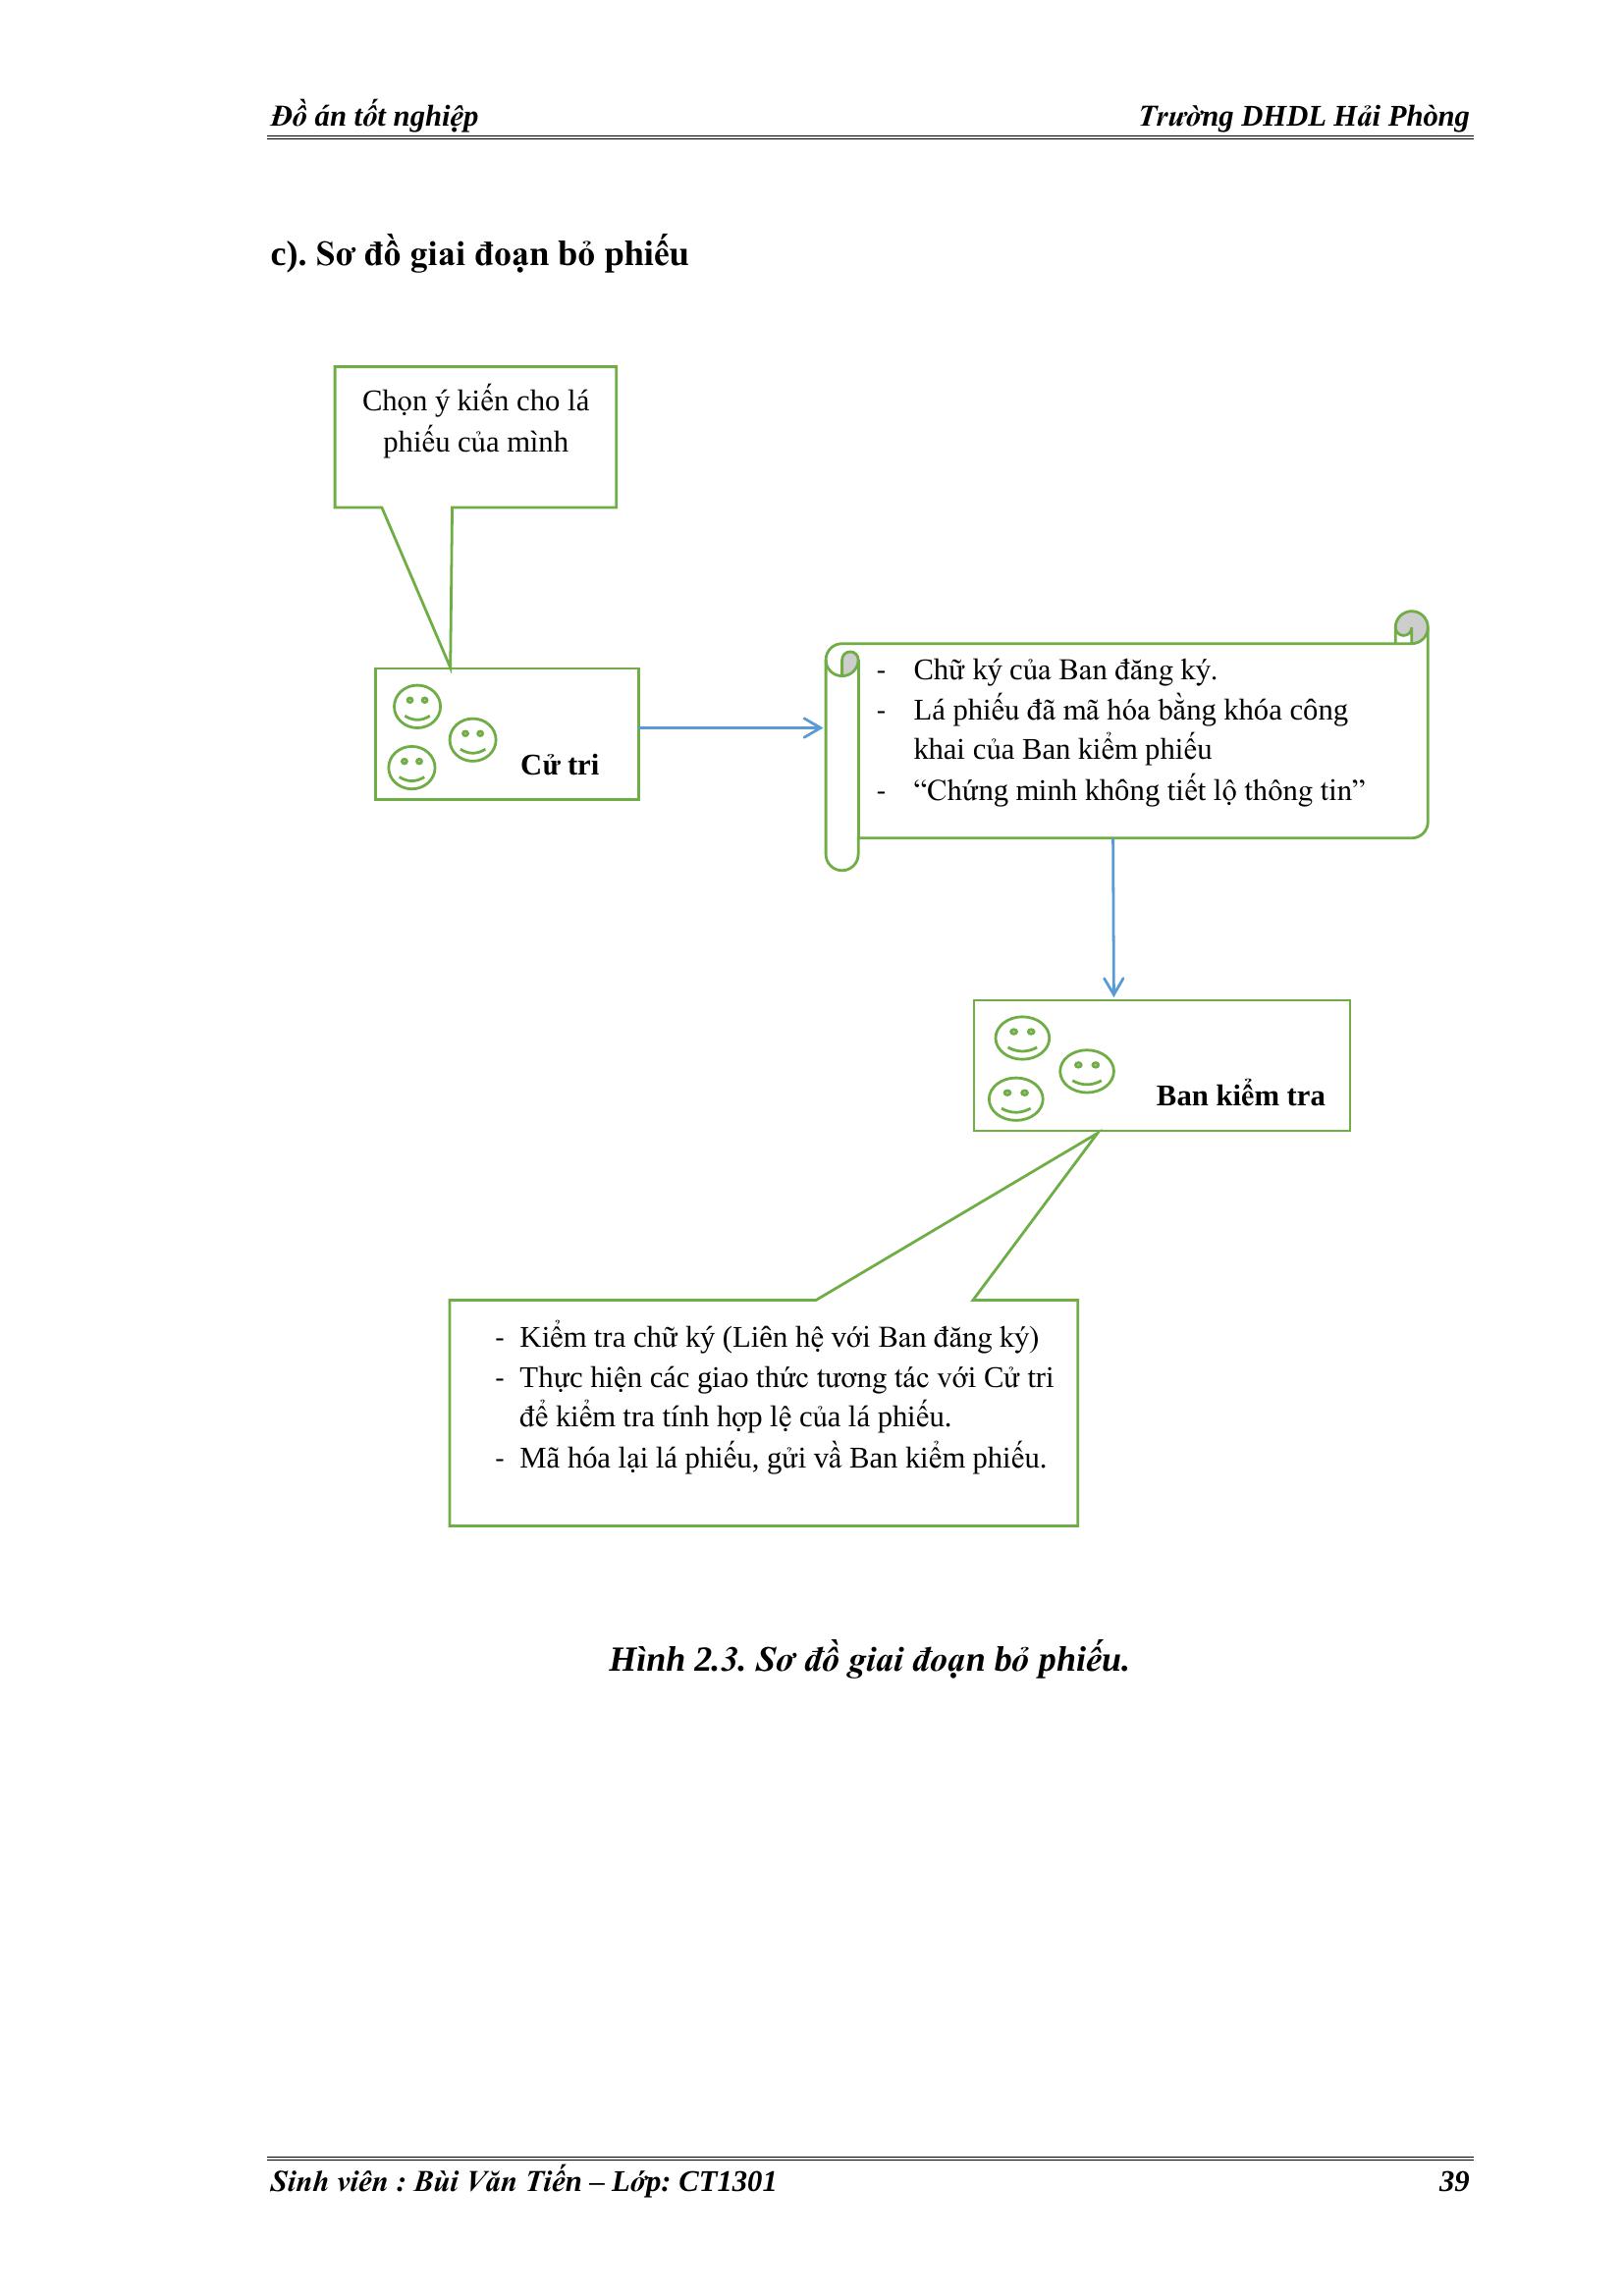 Đồ án tốt nghiệp Trường DHDL Hải Phòng
c). Sơ đồ giai đoạn bỏ phiếu
Chọn ý kiến cho lá
phiếu của mình
Cử tri
- Chữ ký của Ban đăng ký.
- Lá phiếu đã mã hóa bằng khóa công
khai của Ban kiểm phiếu
- “Chứng minh không tiết lộ thông tin”
Ban kiểm tra
- Kiểm tra chữ ký (Liên hệ với Ban đăng ký)
- Thực hiện các giao thức tương tác với Cử tri
để kiểm tra tính hợp lệ của lá phiếu.
- Mã hóa lại lá phiếu, gửi vầ Ban kiểm phiếu.
Hình 2.3. Sơ đồ giai đoạn bỏ phiếu.
Sinh viên : Bùi Văn Tiến – Lớp: CT1301 39